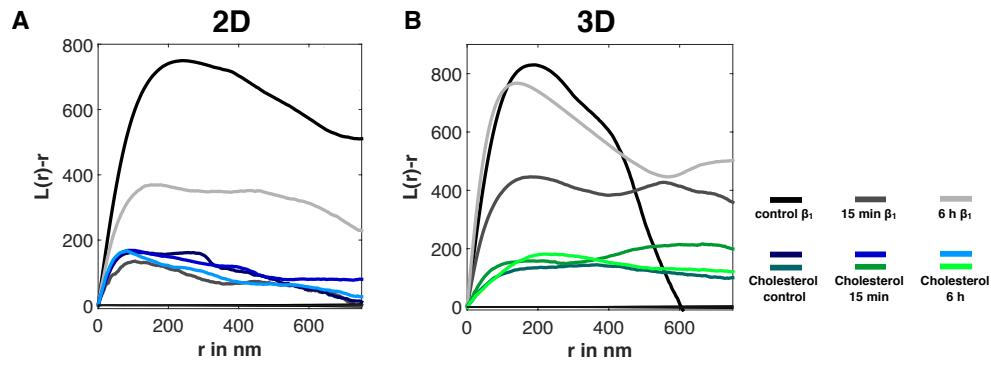 A 2D B 3D
L(r)-r
800
600
400
200
0
0 200 400 600
r in nm
L(r)-r
800
600
400
200
0
0 200 400 600
r in nm
control β₁ 15 min β₁ 6 h β₁
Cholesterol Cholesterol Cholesterol
control 15 min 6 h